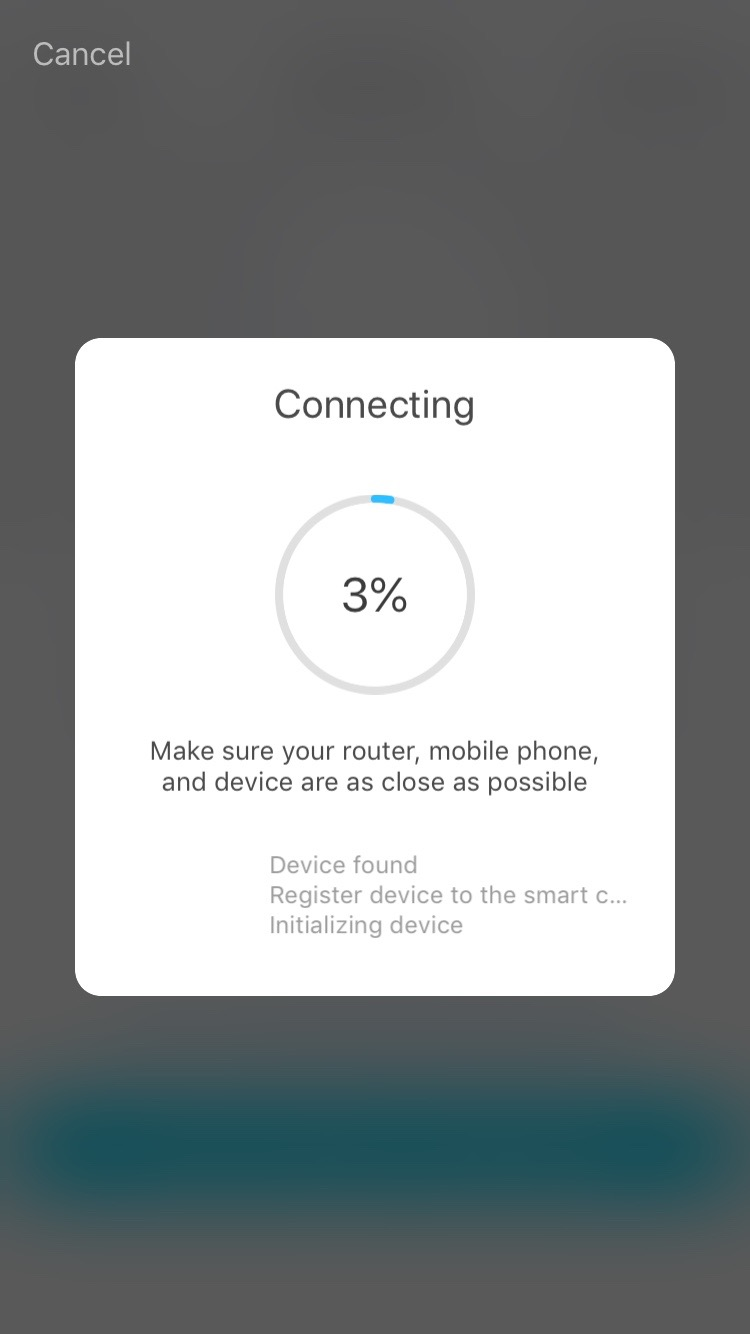 Cancel
Connecting
3%
Make sure your router, mobile phone,
and device are as close as possible
Device found
Register device to the smart c...
Initializing device